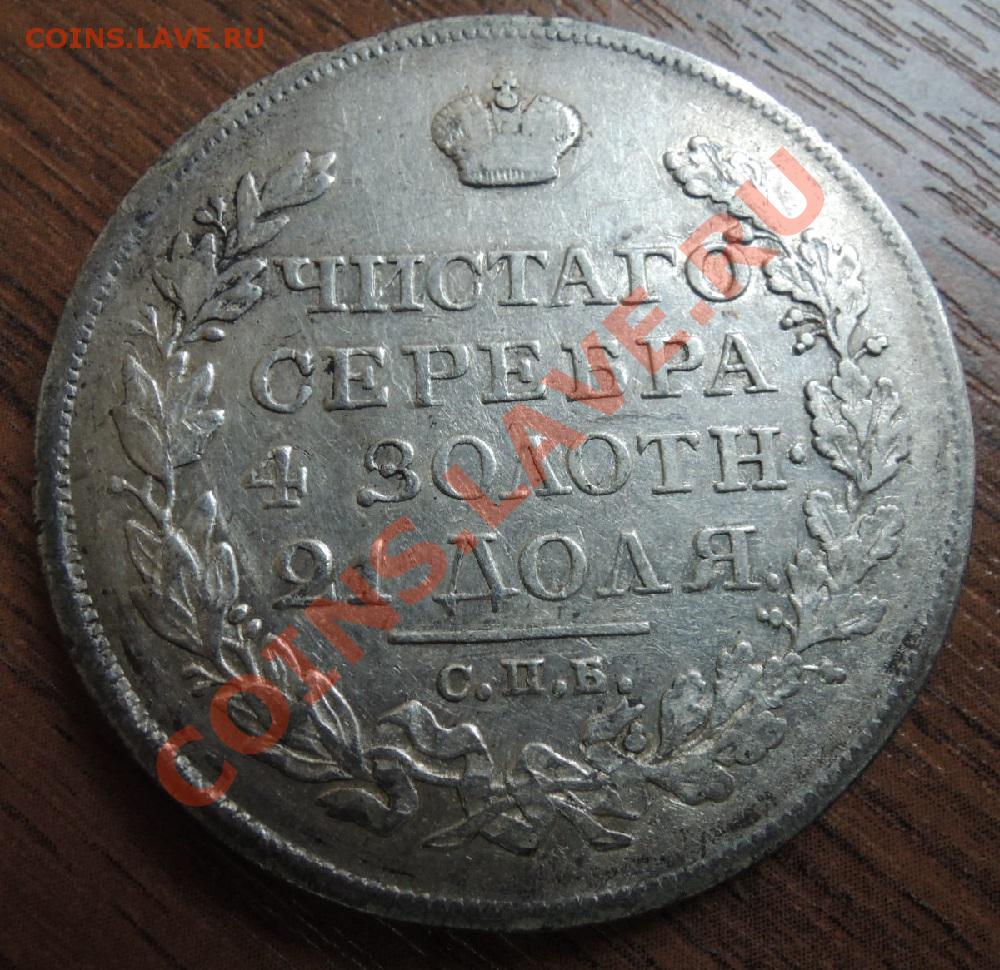 COINS.LAVE.RU
ЧИСТАГО
СЕРЕБРА
4 ЗОЛОТН.
21 ДОЛЯ.
С.П.Б.
COINS.LAVE.RU